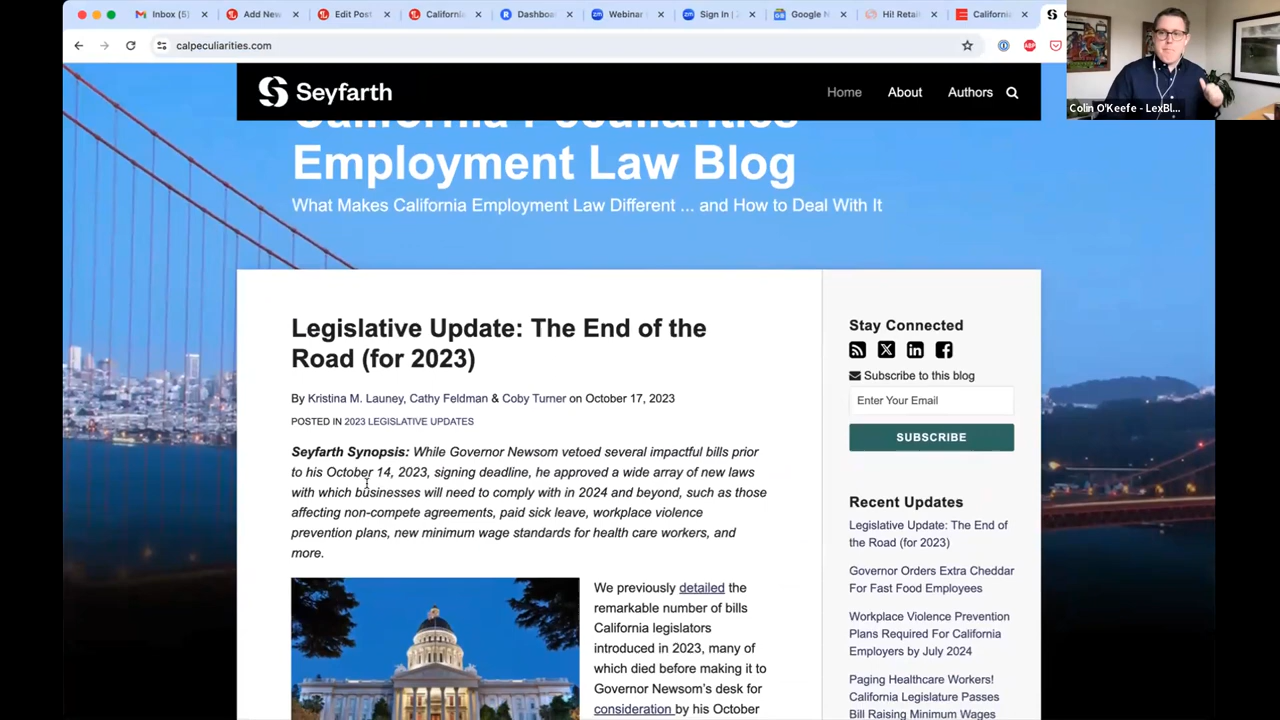 Inbox (5)
Add New
Edit Post
California
Dashboa
Webinar
Sign In |
Google N
Hi! Retail
California
calpeculiarities.com
Colin O'Keefe - LexBl...
Seyfarth
Home
About
Authors
California Peculiarities
Employment Law Blog
What Makes California Employment Law Different ... and How to Deal With It
Legislative Update: The End of the
Road (for 2023)
By Kristina M. Launey, Cathy Feldman & Coby Turner on October 17, 2023
POSTED IN 2023 LEGISLATIVE UPDATES
Seyfarth Synopsis: While Governor Newsom vetoed several impactful bills prior
to his October 14, 2023, signing deadline, he approved a wide array of new laws
with which businesses will need to comply with in 2024 and beyond, such as those
affecting non-compete agreements, paid sick leave, workplace violence
prevention plans, new minimum wage standards for health care workers, and
more.
We previously detailed the
remarkable number of bills
California legislators
introduced in 2023, many of
which died before making it to
Governor Newsom's desk for
consideration by his October
Stay Connected
Subscribe to this blog
Enter Your Email
SUBSCRIBE
Recent Updates
Legislative Update: The End of
the Road (for 2023)
Governor Orders Extra Cheddar
For Fast Food Employees
Workplace Violence Prevention
Plans Required For California
Employers by July 2024
Paging Healthcare Workers!
California Legislature Passes
Bill Raising Minimum Wages